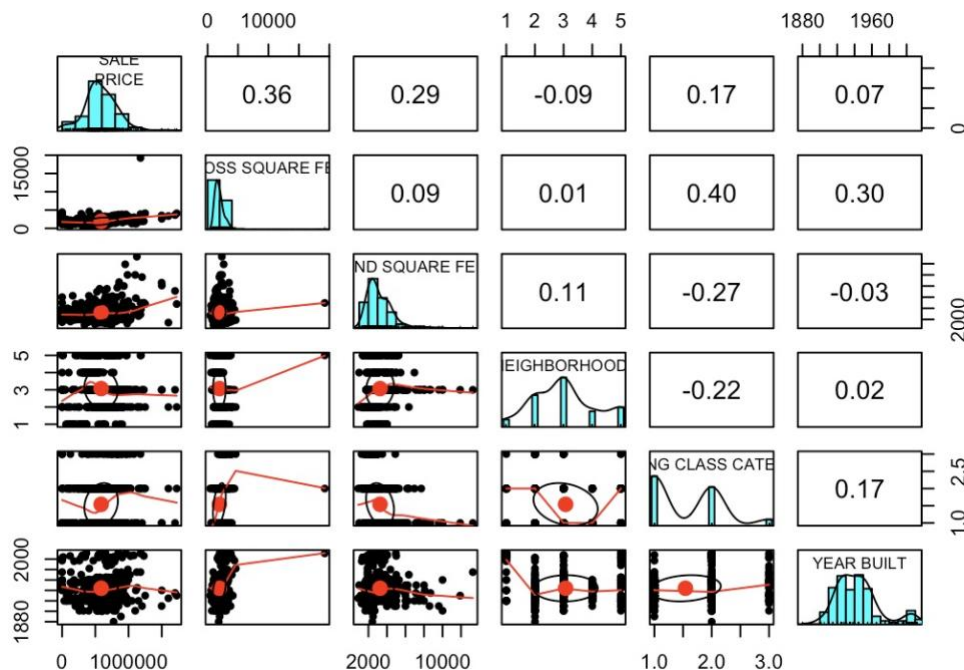 0 10000
1 2 3 4 5
1880 1960
SALE
PRICE
0.36
0.29
-0.09
0.17
0.07
0
0 15000
OSS SQUARE FE
0.09
0.01
0.40
0.30
ND SQUARE FE
0.11
-0.27
-0.03
2000
1 3 5
EIGHBORHOOD
-0.22
0.02
NG CLASS CATE
0.17
1.0 2.5
1880 2000
YEAR BUILT
0 1000000
2000 10000
1.0 2.0 3.0